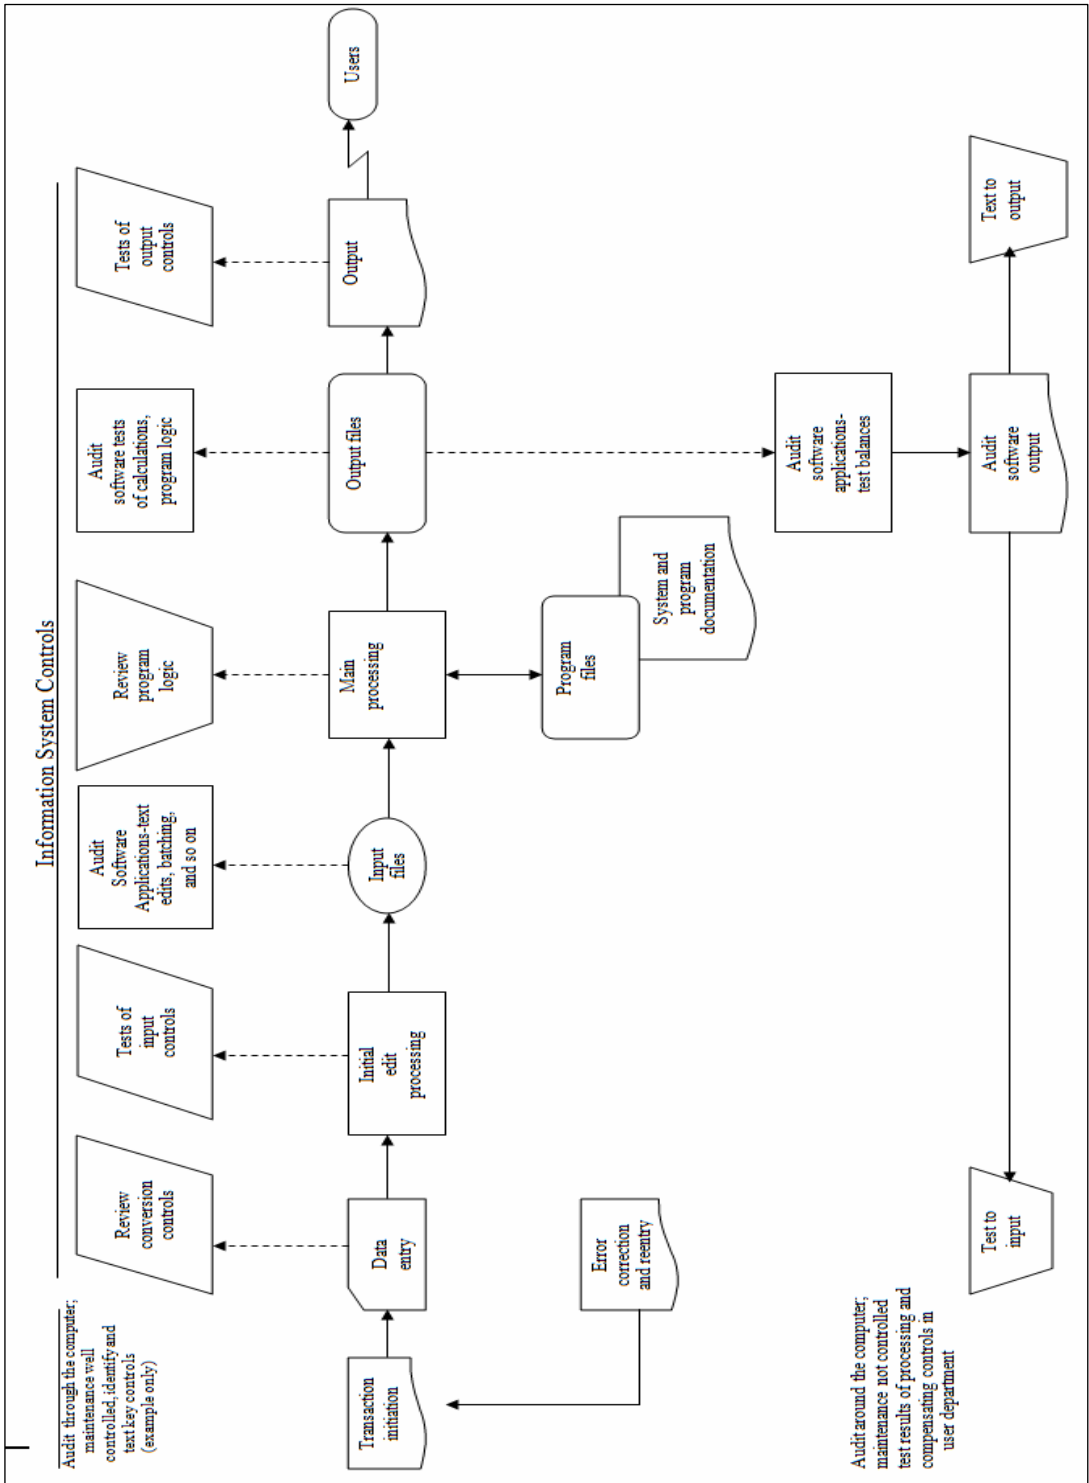 Information System Controls
Audit through the computer;
maintenance well
controlled, identify and
text key controls
(example only)
Review
conversion
controls
Tests of
input
controls
Audit
Software
Applications-text
edits, batching,
and so on
Review
program
logic
Audit
software tests
of calculations,
program logic
Tests of
output
controls
Transaction
initiation
Data
entry
Initial
edit
processing
Input
files
Main
processing
Output files
Output
Users
Error
correction
and reentry
Program
files
System and
program
documentation
Audit
software
applications-
test balances
Audit around the computer;
maintenance not controlled
test results of processing and
compensating controls in
user department
Test to
input
Audit
software
output
Text to
output